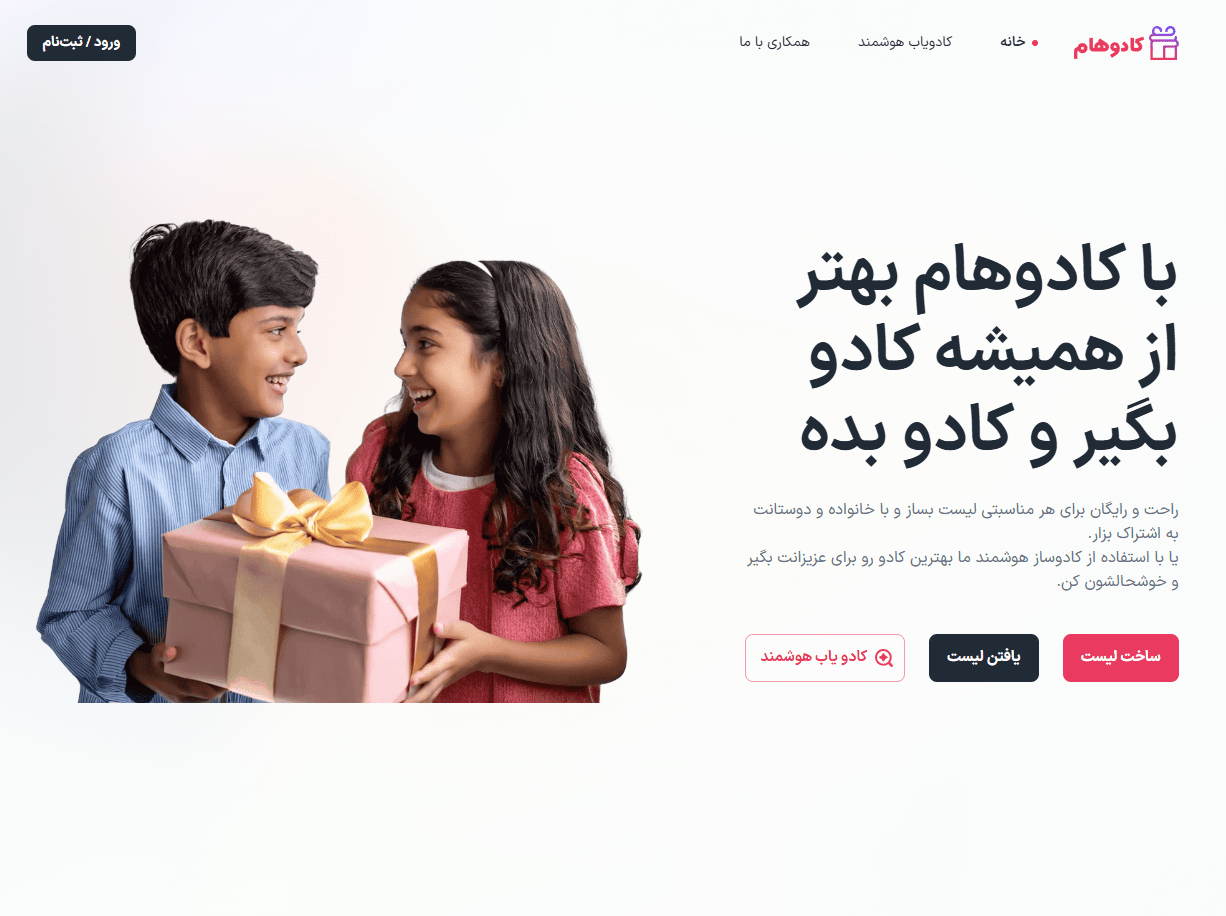 کادوهام
خانه
کادویاب هوشمند
همکاری با ما
ورود / ثبت‌نام
با کادوهام بهتر
از همیشه کادو
بگیر و کادو بده
راحت و رایگان برای هر مناسبتی لیست بساز و با خانواده و دوستانت
به اشتراک بزار.
یا با استفاده از کادوساز هوشمند ما بهترین کادو رو برای عزیزانت بگیر
و خوشحالشون کن.
ساخت لیست
یافتن لیست
کادو یاب هوشمند